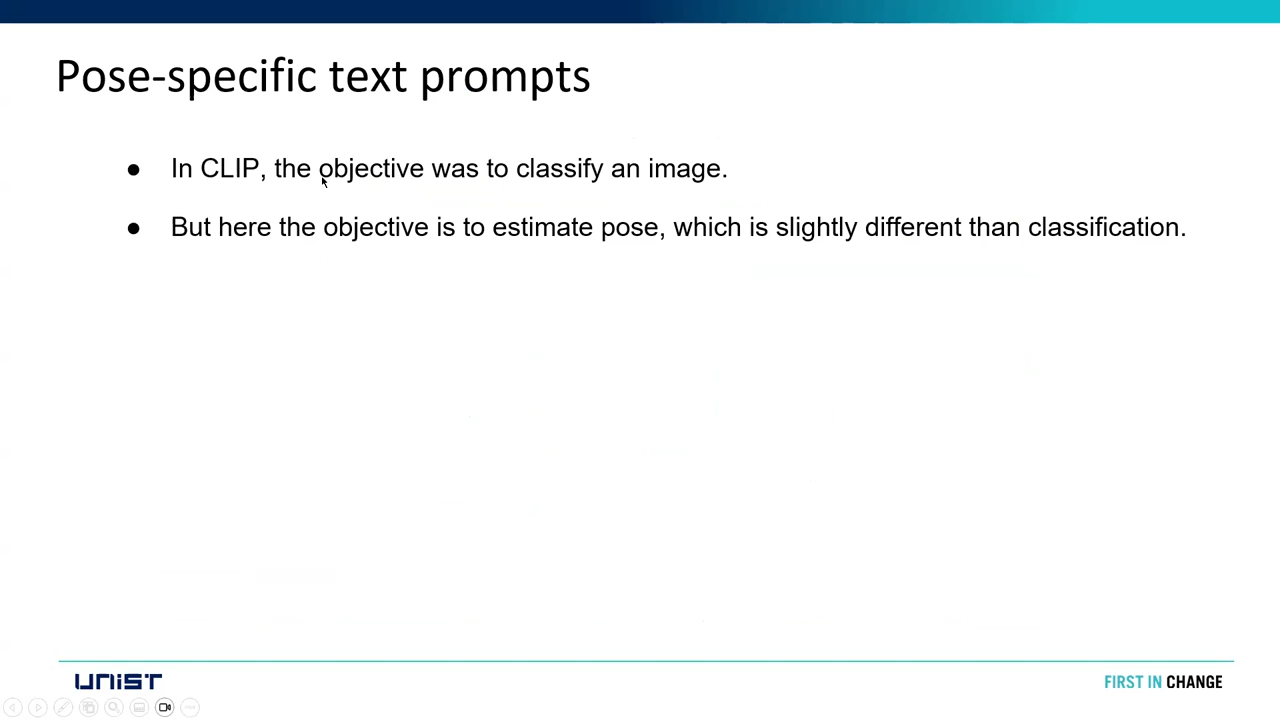 Pose-specific text prompts
● In CLIP, the objective was to classify an image.
● But here the objective is to estimate pose, which is slightly different than classification.
UNIST
FIRST IN CHANGE